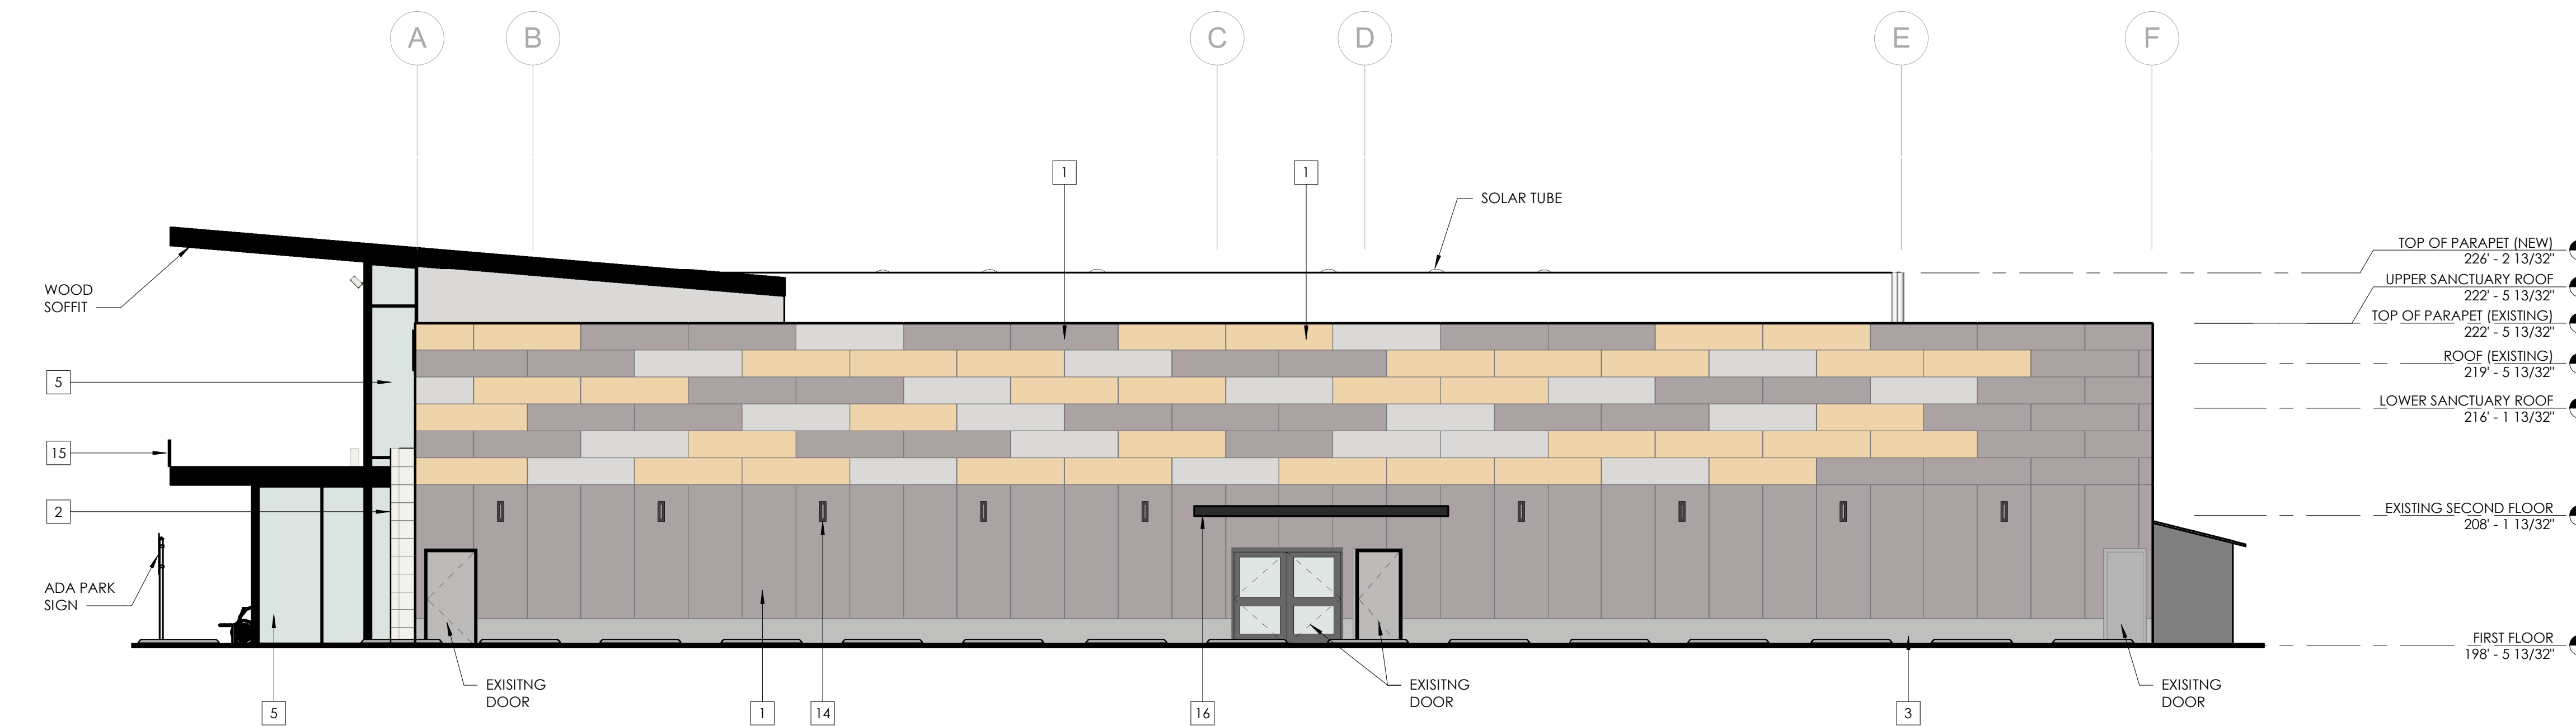 A
B
C
D
E
F
1
1
SOLAR TUBE
TOP OF PARAPET (NEW)
226' - 2 13/32"
UPPER SANCTUARY ROOF
222' - 5 13/32"
TOP OF PARAPET (EXISTING)
222' - 5 13/32"
ROOF (EXISTING)
219' - 5 13/32"
LOWER SANCTUARY ROOF
216' - 1 13/32"
EXISTING SECOND FLOOR
208' - 1 13/32"
FIRST FLOOR
198' - 5 13/32"
WOOD
SOFFIT
5
15
2
ADA PARK
SIGN
EXISITNG
DOOR
EXISITNG
DOOR
EXISITNG
DOOR
5
1
14
16
3